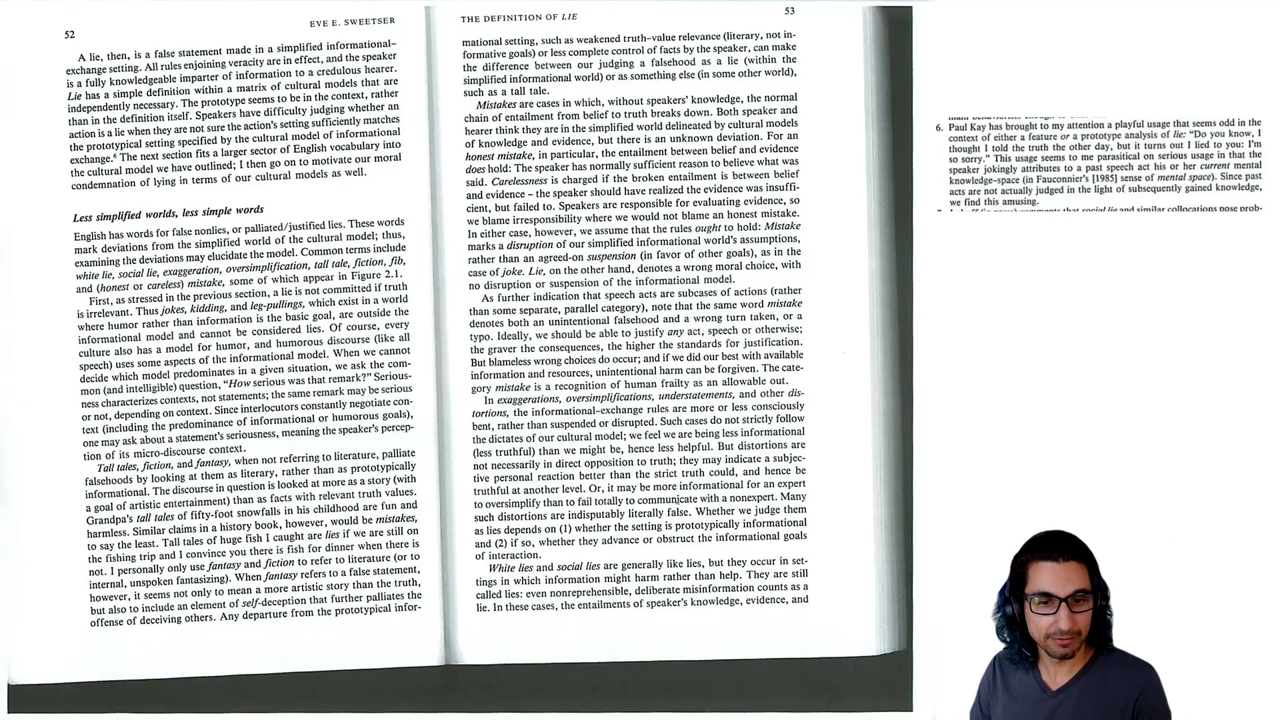 52
EVE E. SWEETSER
A lie, then, is a false statement made in a simplified informational–
exchange setting. All rules enjoining veracity are in effect, and the speaker
is a fully knowledgeable imparter of information to a credulous hearer.
Lie has a simple definition within a matrix of cultural models that are
independently necessary. The prototype seems to be in the context, rather
than in the definition itself. Speakers have difficulty judging whether an
action is a lie when they are not sure the action's setting sufficiently matches
the prototypical setting specified by the cultural model of informational
exchange.⁶ The next section fits a larger sector of English vocabulary into
the cultural model we have outlined; I then go on to motivate our moral
condemnation of lying in terms of our cultural models as well.
Less simplified worlds, less simple words
English has words for false nonlies, or palliated/justified lies. These words
mark deviations from the simplified world of the cultural model; thus,
examining the deviations may elucidate the model. Common terms include
white lie, social lie, exaggeration, oversimplification, tall tale, fiction, fib,
and (honest or careless) mistake, some of which appear in Figure 2.1.
First, as stressed in the previous section, a lie is not committed if truth
is irrelevant. Thus jokes, kidding, and leg-pullings, which exist in a world
where humor rather than information is the basic goal, are outside the
informational model and cannot be considered lies. Of course, every
culture also has a model for humor, and humorous discourse (like all
speech) uses some aspects of the informational model. When we cannot
decide which model predominates in a given situation, we ask the com-
mon (and intelligible) question, "How serious was that remark?" Serious-
ness characterizes contexts, not statements; the same remark may be serious
or not, depending on context. Since interlocutors constantly negotiate con-
text (including the predominance of informational or humorous goals),
one may ask about a statement's seriousness, meaning the speaker's percep-
tion of its micro-discourse context.
Tall tales, fiction, and fantasy, when not referring to literature, palliate
falsehoods by looking at them as literary, rather than as prototypically
informational. The discourse in question is looked at more as a story (with
a goal of artistic entertainment) than as facts with relevant truth values.
Grandpa's tall tales of fifty-foot snowfalls in his childhood are fun and
harmless. Similar claims in a history book, however, would be mistakes,
to say the least. Tall tales of huge fish I caught are lies if we are still on
the fishing trip and I convince you there is fish for dinner when there is
not. I personally only use fantasy and fiction to refer to literature (or to
internal, unspoken fantasizing). When fantasy refers to a false statement,
however, it seems not only to mean a more artistic story than the truth,
but also to include an element of self-deception that further palliates the
offense of deceiving others. Any departure from the prototypical infor-
THE DEFINITION OF LIE
53
mational setting, such as weakened truth-value relevance (literary, not in-
formative goals) or less complete control of facts by the speaker, can make
the difference between our judging a falsehood as a lie (within the
simplified informational world) or as something else (in some other world),
such as a tall tale.
Mistakes are cases in which, without speakers' knowledge, the normal
chain of entailment from belief to truth breaks down. Both speaker and
hearer think they are in the simplified world delineated by cultural models
of knowledge and evidence, but there is an unknown deviation. For an
honest mistake, in particular, the entailment between belief and evidence
does hold: The speaker has normally sufficient reason to believe what was
said. Carelessness is charged if the broken entailment is between belief
and evidence – the speaker should have realized the evidence was insuffi-
cient, but failed to. Speakers are responsible for evaluating evidence, so
we blame irresponsibility where we would not blame an honest mistake.
In either case, however, we assume that the rules ought to hold: Mistake
marks a disruption of our simplified informational world's assumptions,
rather than an agreed-on suspension (in favor of other goals), as in the
case of joke. Lie, on the other hand, denotes a wrong moral choice, with
no disruption or suspension of the informational model.
As further indication that speech acts are subcases of actions (rather
than some separate, parallel category), note that the same word mistake
denotes both an unintentional falsehood and a wrong turn taken, or a
typo. Ideally, we should be able to justify any act, speech or otherwise;
the graver the consequences, the higher the standards for justification.
But blameless wrong choices do occur; and if we did our best with available
information and resources, unintentional harm can be forgiven. The cate-
gory mistake is a recognition of human frailty as an allowable out.
In exaggerations, oversimplifications, understatements, and other dis-
tortions, the informational-exchange rules are more or less consciously
bent, rather than suspended or disrupted. Such cases do not strictly follow
the dictates of our cultural model; we feel we are being less informational
(less truthful) than we might be, hence less helpful. But distortions are
not necessarily in direct opposition to truth; they may indicate a subjec-
tive personal reaction better than the strict truth could, and hence be
truthful at another level. Or, it may be more informational for an expert
to oversimplify than to fail totally to communicate with a nonexpert. Many
such distortions are indisputably literally false. Whether we judge them
as lies depends on (1) whether the setting is prototypically informational
and (2) if so, whether they advance or obstruct the informational goals
of interaction.
White lies and social lies are generally like lies, but they occur in set-
tings in which information might harm rather than help. They are still
called lies: even nonreprehensible, deliberate misinformation counts as a
lie. In these cases, the entailments of speaker's knowledge, evidence, and
6. Paul Kay has brought to my attention a playful usage that seems odd in the
context of either a feature or a prototype analysis of lie: "Do you know, I
thought I told the truth the other day, but it turns out I lied to you: I'm
so sorry." This usage seems to me parasitical on serious usage in that the
speaker jokingly attributes to a past speech act his or her current mental
knowledge-space (in Fauconnier's [1985] sense of mental space). Since past
acts are not actually judged in the light of subsequently gained knowledge,
we find this amusing.